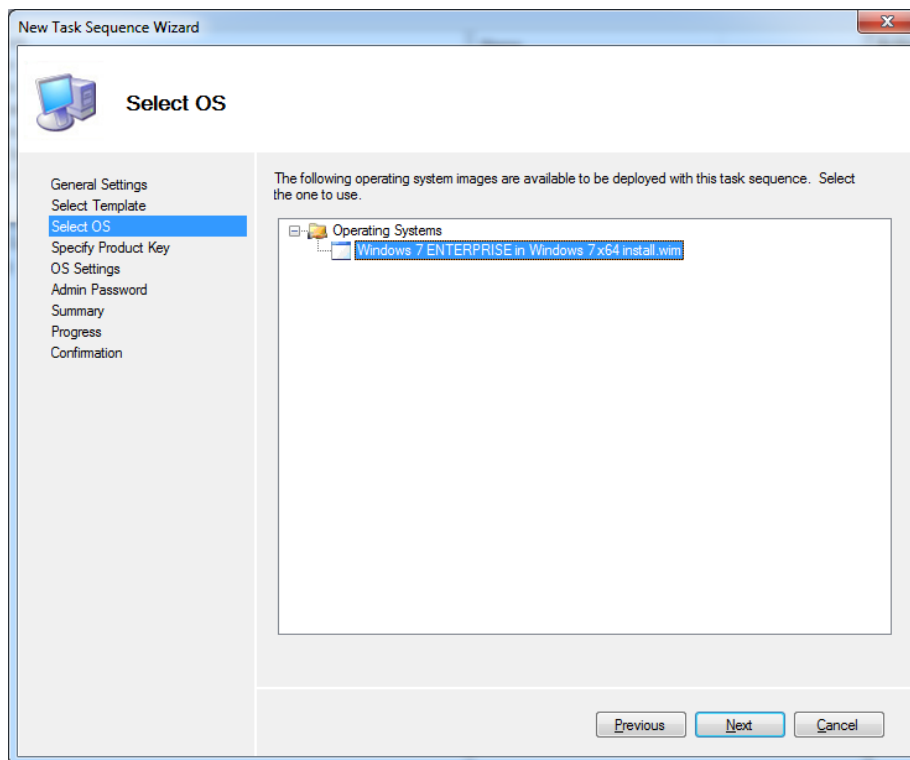 New Task Sequence Wizard
Select OS
General Settings
Select Template
Select OS
Specify Product Key
OS Settings
Admin Password
Summary
Progress
Confirmation
The following operating system images are available to be deployed with this task sequence. Select
the one to use.
Operating Systems
Windows 7 ENTERPRISE in Windows 7x64 install.wim
Previous
Next
Cancel